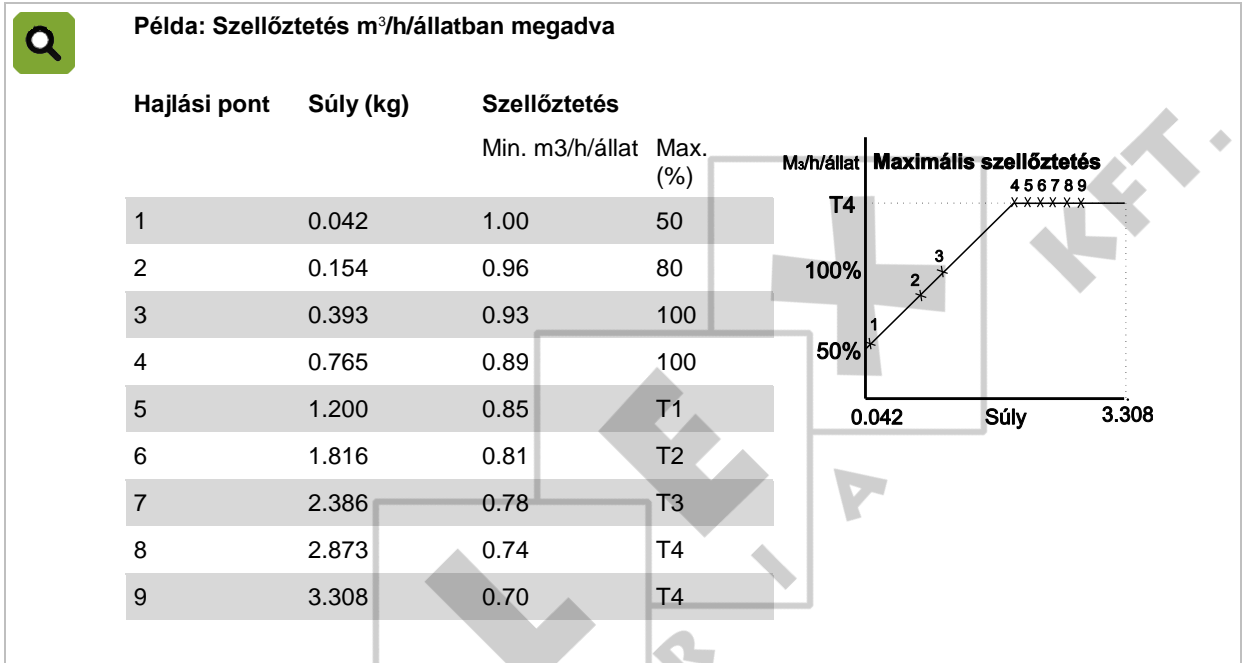 Példa: Szellőztetés m³/h/állatban megadva
Hajlási pont Súly (kg) Szellőztetés
Min. m3/h/állat Max. (%)
1 0.042 1.00 50
2 0.154 0.96 80
3 0.393 0.93 100
4 0.765 0.89 100
5 1.200 0.85 T1
6 1.816 0.81 T2
7 2.386 0.78 T3
8 2.873 0.74 T4
9 3.308 0.70 T4
M₃/h/állat Maximális szellőztetés
4 5 6 7 8 9
T4
3
100%
2
1
50%
0.042 Súly 3.308
L E X KFT.
R I A